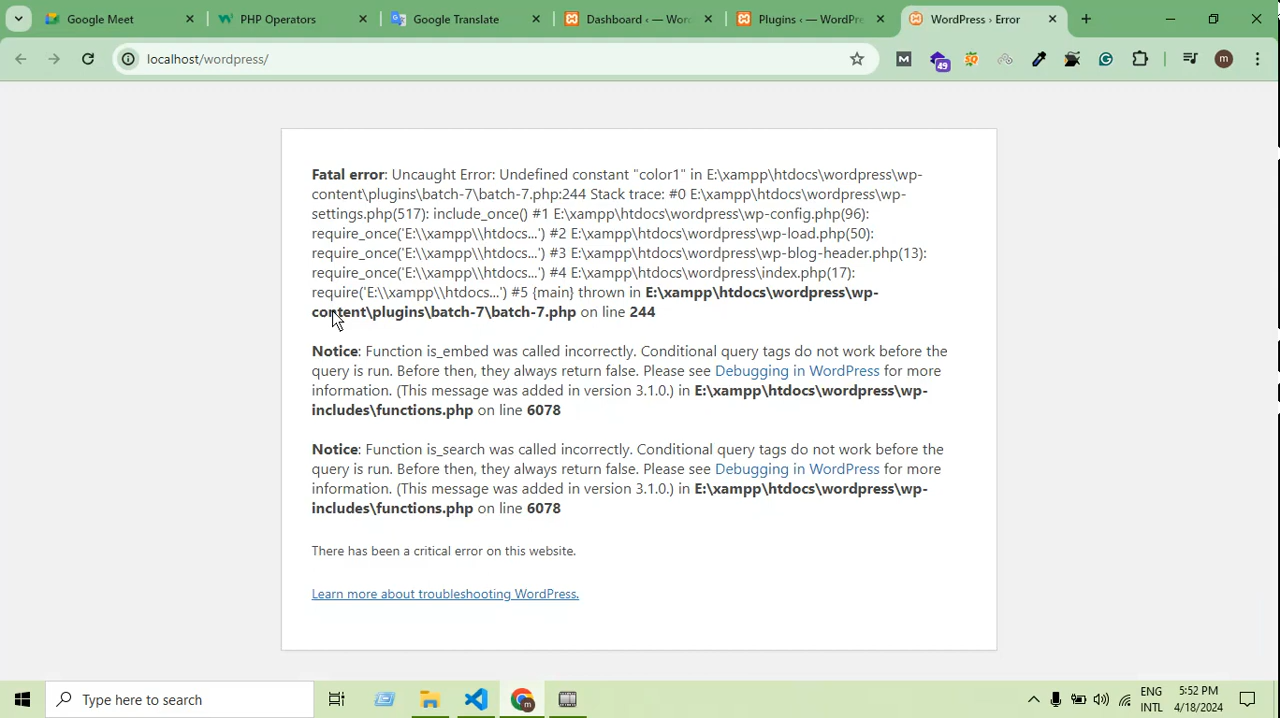 Google Meet
PHP Operators
Google Translate
Dashboard ‹ — Wor
Plugins ‹ — WordPre
WordPress › Error
localhost/wordpress/
49
m
Fatal error: Uncaught Error: Undefined constant "color1" in E:\xampp\htdocs\wordpress\wp-
content\plugins\batch-7\batch-7.php:244 Stack trace: #0 E:\xampp\htdocs\wordpress\wp-
settings.php(517): include_once() #1 E:\xampp\htdocs\wordpress\wp-config.php(96):
require_once('E:\\xampp\\htdocs...') #2 E:\xampp\htdocs\wordpress\wp-load.php(50):
require_once('E:\\xampp\\htdocs...') #3 E:\xampp\htdocs\wordpress\wp-blog-header.php(13):
require_once('E:\\xampp\\htdocs...') #4 E:\xampp\htdocs\wordpress\index.php(17):
require('E:\\xampp\\htdocs...') #5 {main} thrown in E:\xampp\htdocs\wordpress\wp-
content\plugins\batch-7\batch-7.php on line 244
Notice: Function is_embed was called incorrectly. Conditional query tags do not work before the
query is run. Before then, they always return false. Please see Debugging in WordPress for more
information. (This message was added in version 3.1.0.) in E:\xampp\htdocs\wordpress\wp-
includes\functions.php on line 6078
Notice: Function is_search was called incorrectly. Conditional query tags do not work before the
query is run. Before then, they always return false. Please see Debugging in WordPress for more
information. (This message was added in version 3.1.0.) in E:\xampp\htdocs\wordpress\wp-
includes\functions.php on line 6078
There has been a critical error on this website.
Learn more about troubleshooting WordPress.
Type here to search
ENG
INTL
5:52 PM
4/18/2024